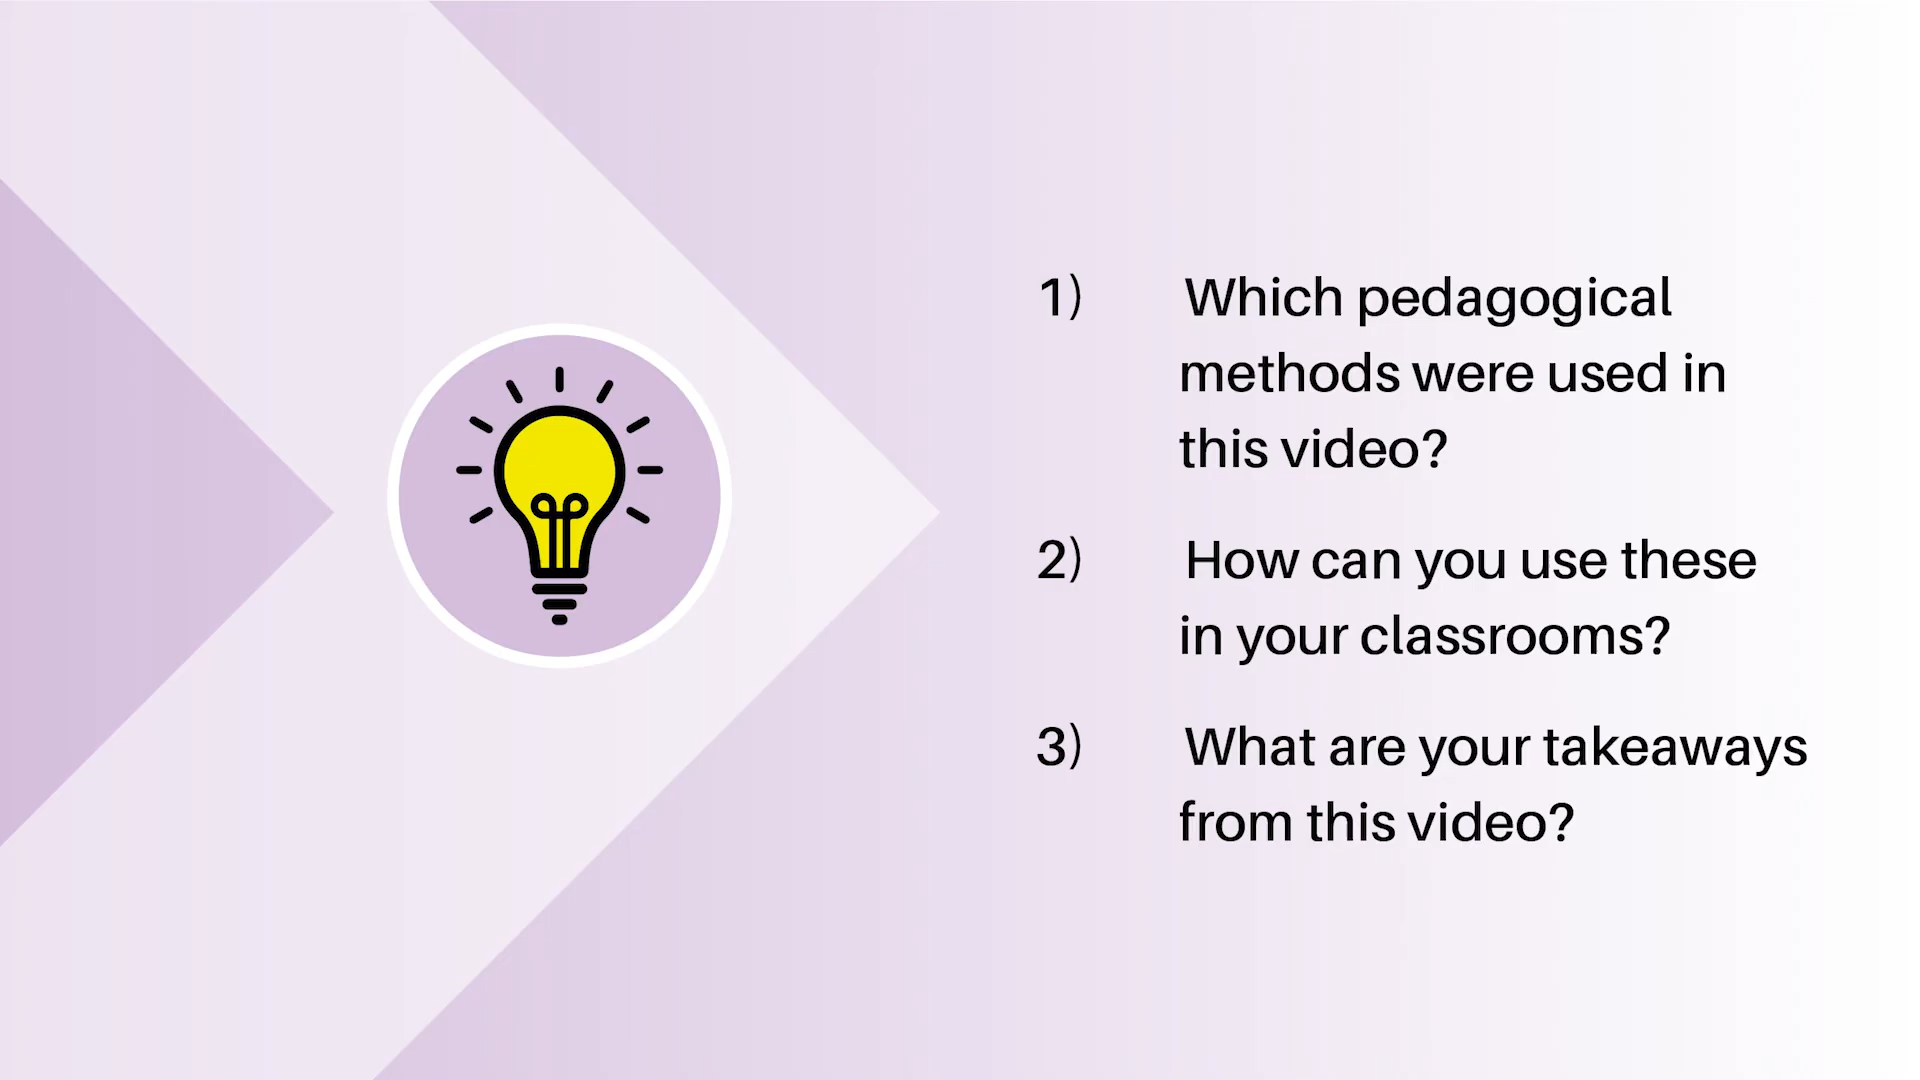 1) Which pedagogical
methods were used in
this video?
2) How can you use these
in your classrooms?
3) What are your takeaways
from this video?